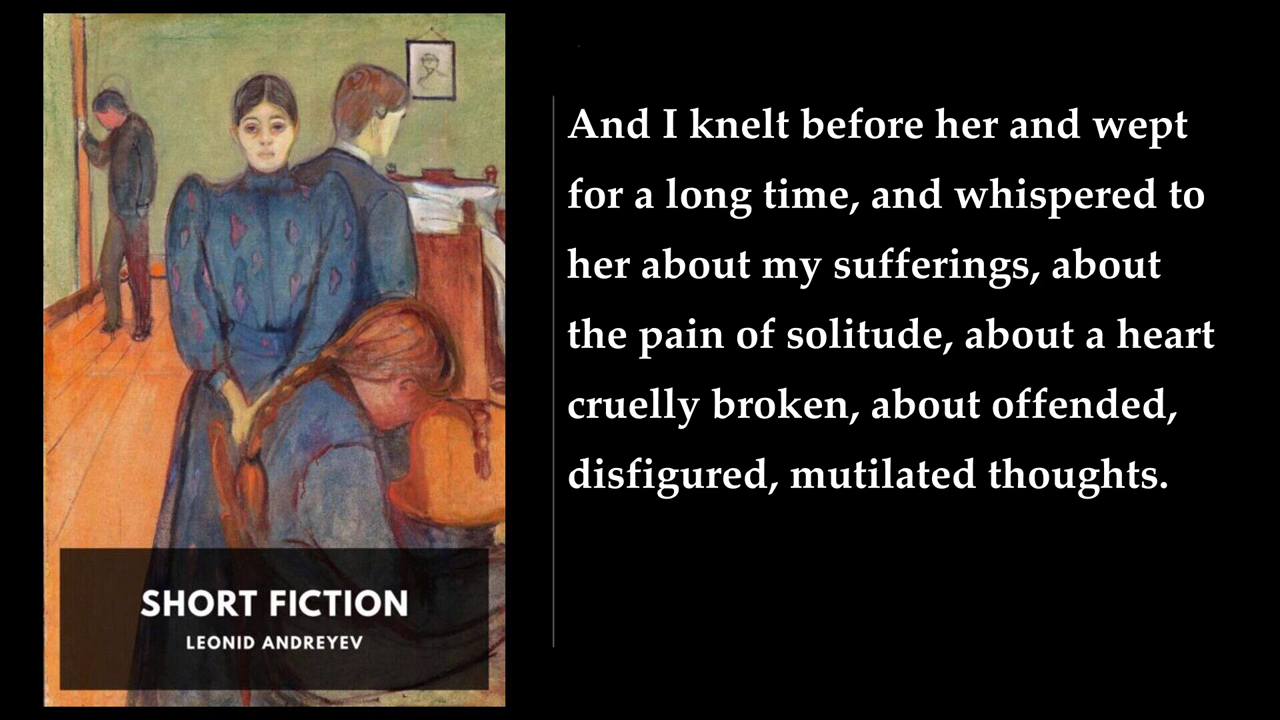 SHORT FICTION
LEONID ANDREYEV
And I knelt before her and wept
for a long time, and whispered to
her about my sufferings, about
the pain of solitude, about a heart
cruelly broken, about offended,
disfigured, mutilated thoughts.